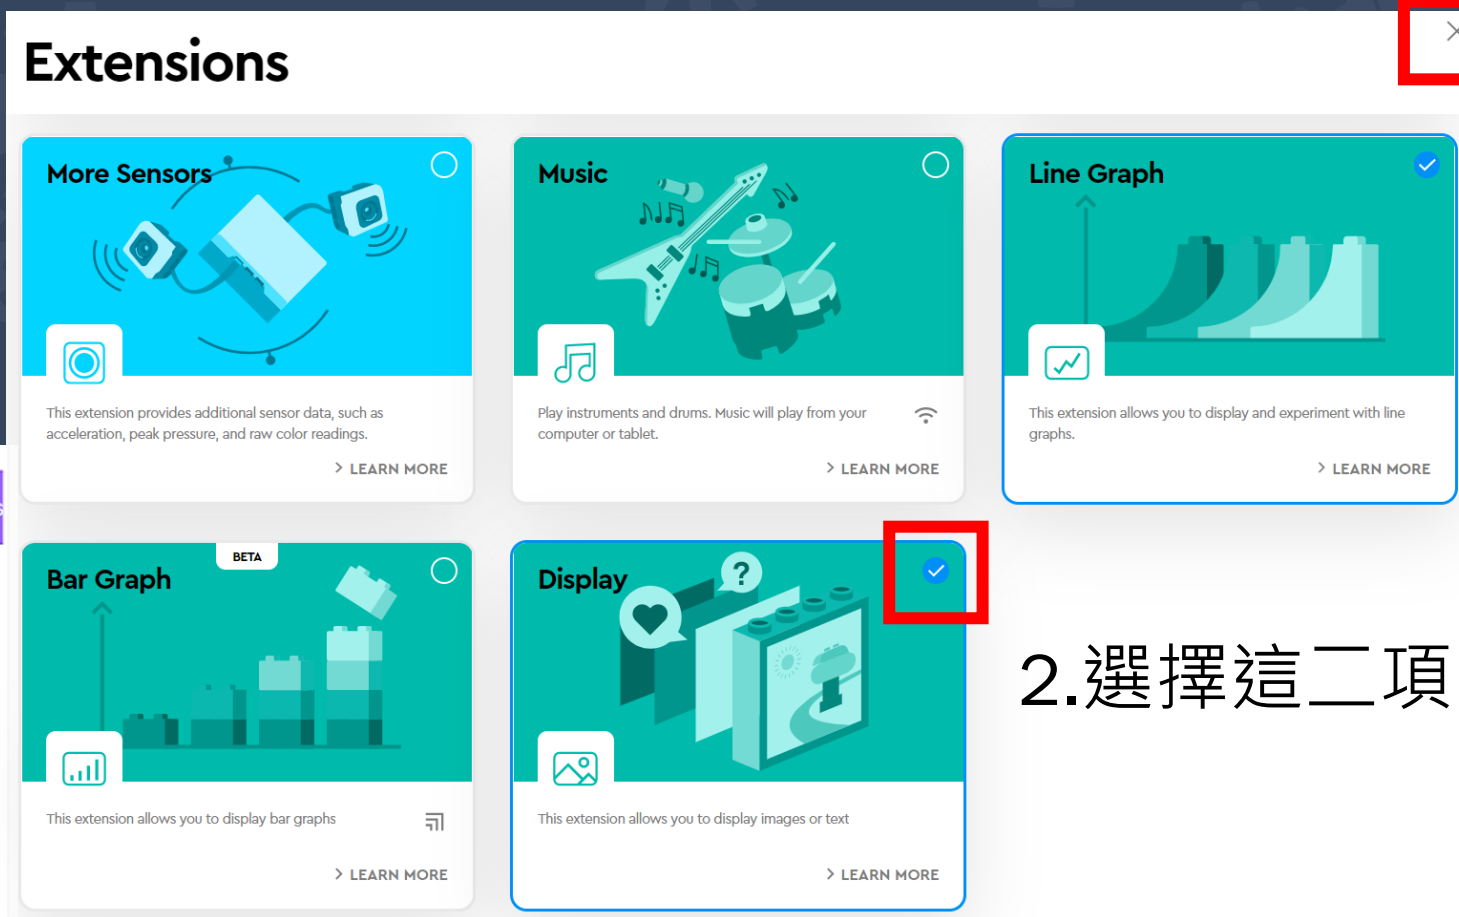 Extensions
More Sensors
This extension provides additional sensor data, such as
acceleration, peak pressure, and raw color readings.
> LEARN MORE
Music
Play instruments and drums. Music will play from your
computer or tablet.
> LEARN MORE
Line Graph
This extension allows you to display and experiment with line
graphs.
> LEARN MORE
BETA
Bar Graph
This extension allows you to display bar graphs
> LEARN MORE
Display
?
This extension allows you to display images or text
> LEARN MORE
2.選擇這二項